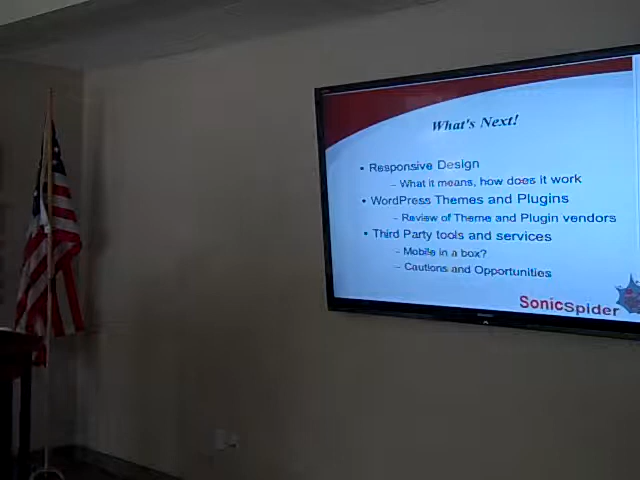 What's Next!
• Responsive Design
– What it means, how does it work
• WordPress Themes and Plugins
– Review of Theme and Plugin vendors
• Third Party tools and services
– Mobile in a box?
– Cautions and Opportunities
SonicSpider